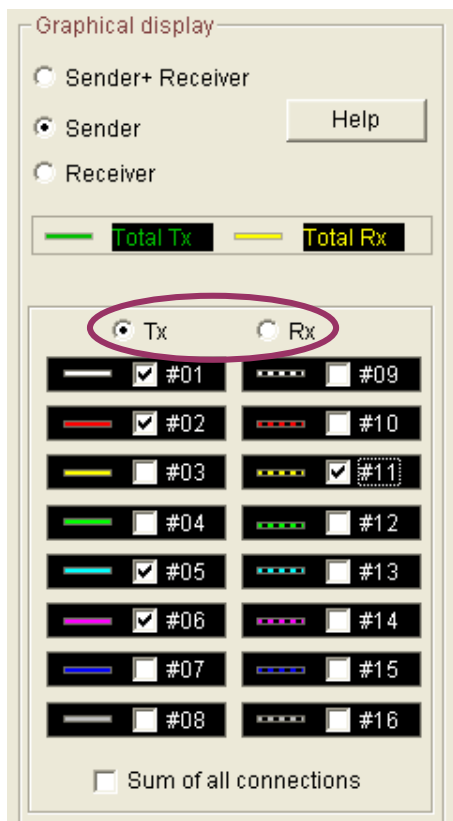 Graphical display
Sender+ Receiver
Sender
Help
Receiver
Total Tx Total Rx
Tx Rx
#01 #09
#02 #10
#03 #11
#04 #12
#05 #13
#06 #14
#07 #15
#08 #16
Sum of all connections